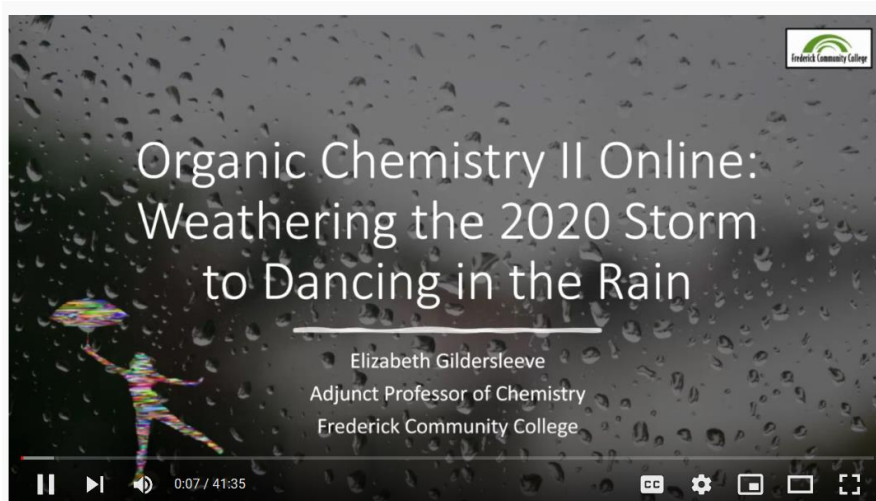 Frederick Community College
Organic Chemistry II Online:
Weathering the 2020 Storm
to Dancing in the Rain
Elizabeth Gildersleeve
Adjunct Professor of Chemistry
Frederick Community College
0:07 / 41:35
CC